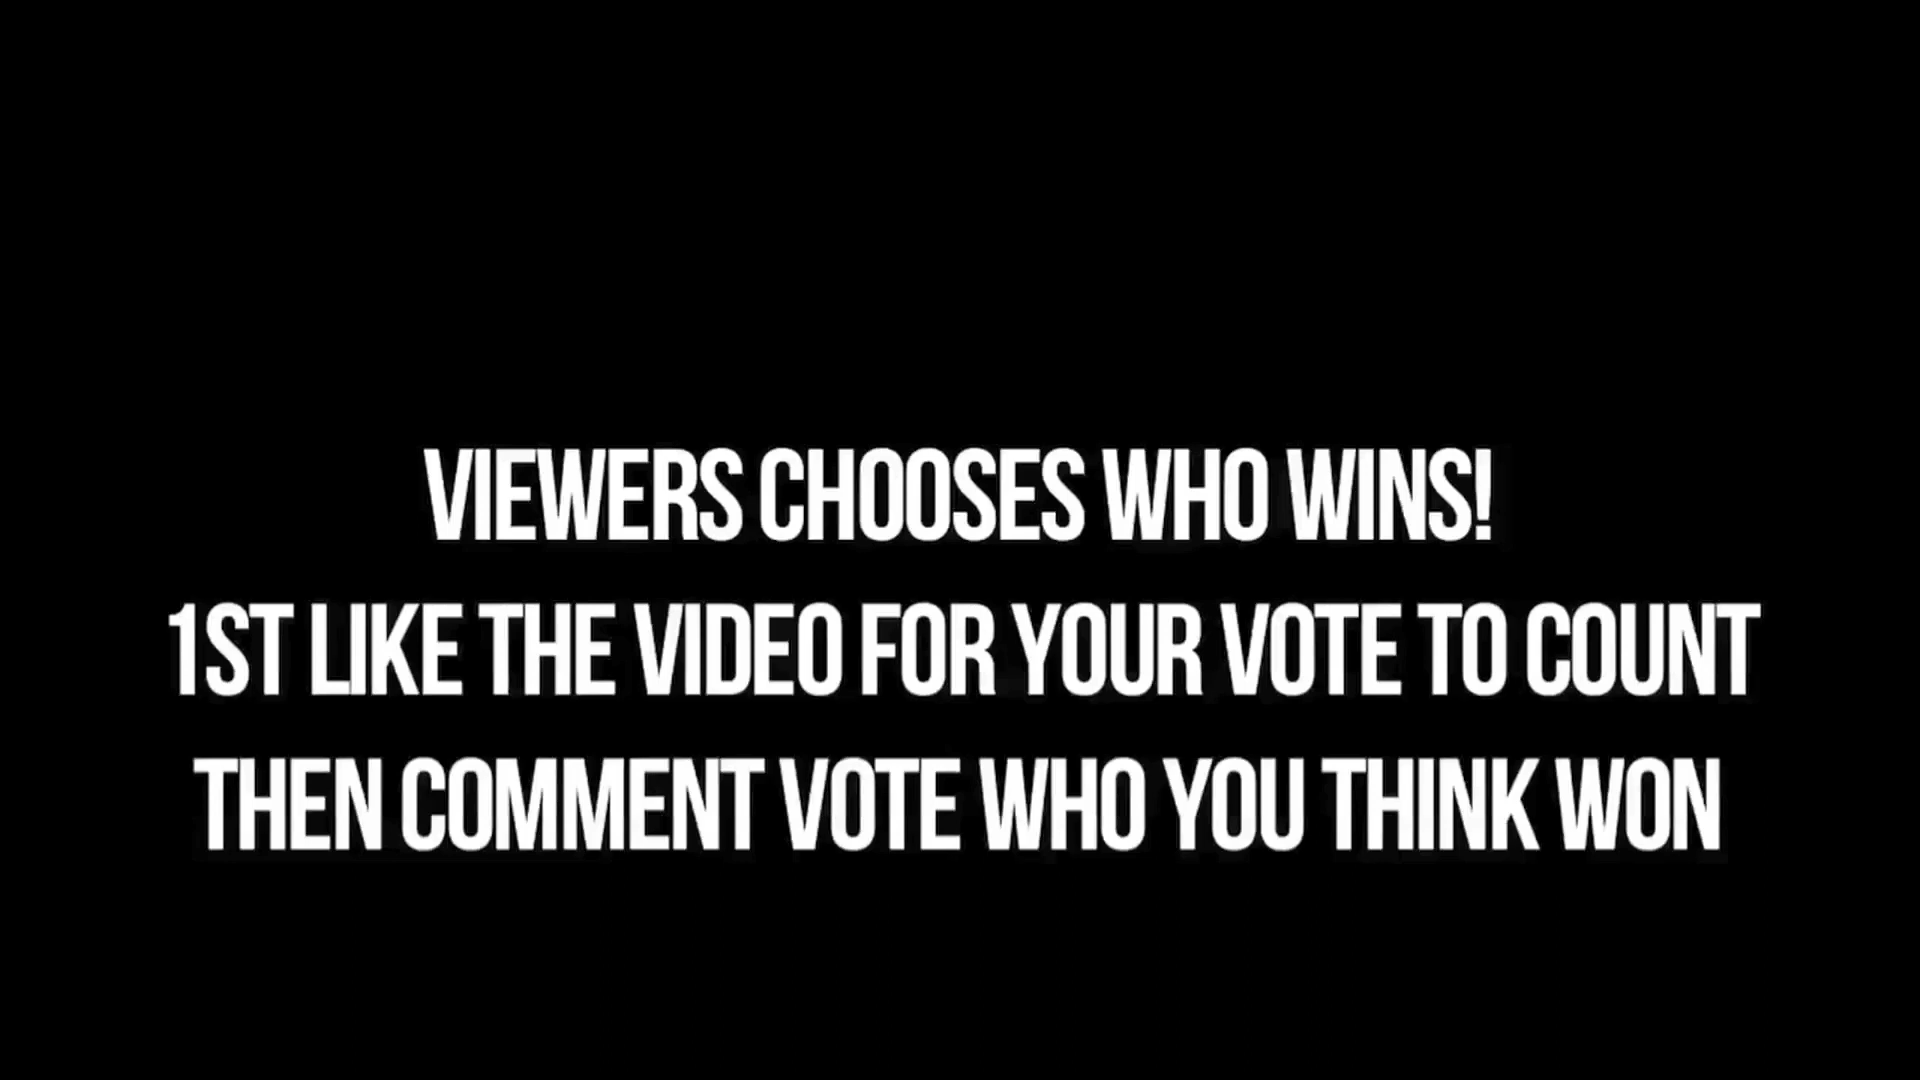 VIEWERS CHOOSES WHO WINS!
1ST LIKE THE VIDEO FOR YOUR VOTE TO COUNT
THEN COMMENT VOTE WHO YOU THINK WON